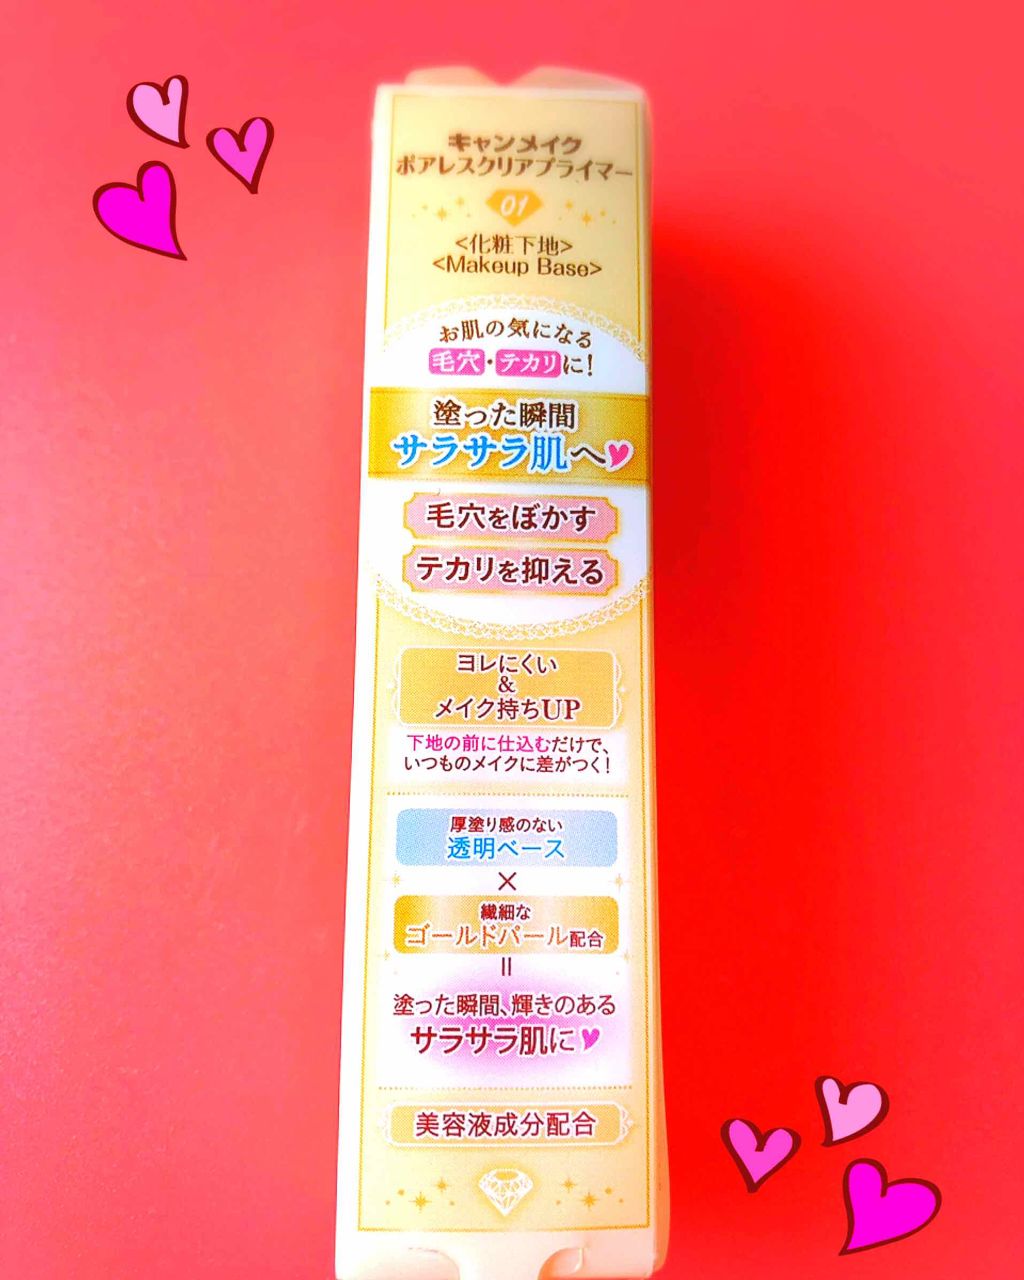 キャンメイク
ポアレスクリアプライマー
01
<化粧下地>
<Makeup Base>
お肌の気になる
毛穴・テカリに!
塗った瞬間
サラサラ肌へ
毛穴をぼかす
テカリを抑える
ヨレにくい
&
メイク持ちUP
下地の前に仕込むだけで、
いつものメイクに差がつく!
厚塗り感のない
透明ベース
×
繊細な
ゴールドパール配合
=
塗った瞬間、輝きのある
サラサラ肌に
美容液成分配合